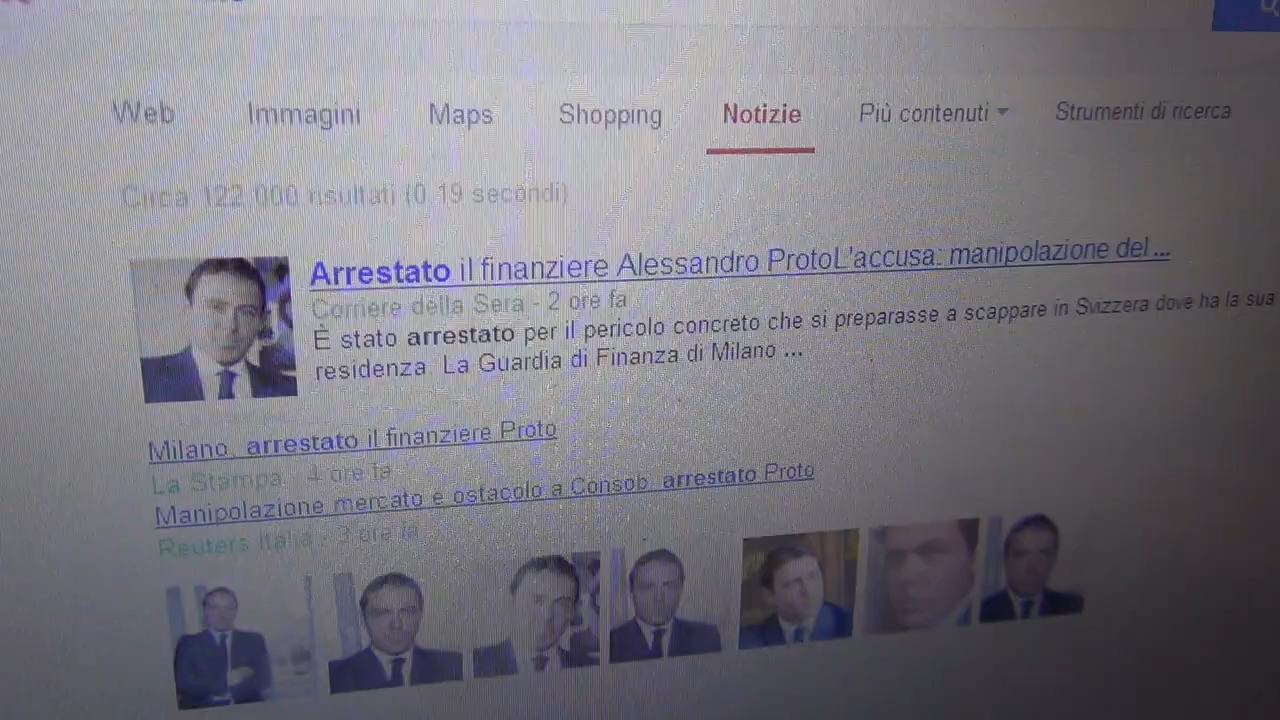 Web Immagini Maps Shopping Notizie Più contenuti Strumenti di ricerca
Circa 122.000 risultati (0,19 secondi)
Arrestato il finanziere Alessandro ProtoL'accusa: manipolazione del ...
Corriere della Sera - 2 ore fa
È stato arrestato per il pericolo concreto che si preparasse a scappare in Svizzera dove ha la sua
residenza. La Guardia di Finanza di Milano ...
Milano, arrestato il finanziere Proto
La Stampa - 4 ore fa
Manipolazione mercato e ostacolo a Consob, arrestato Proto
Reuters Italia - 3 ore fa